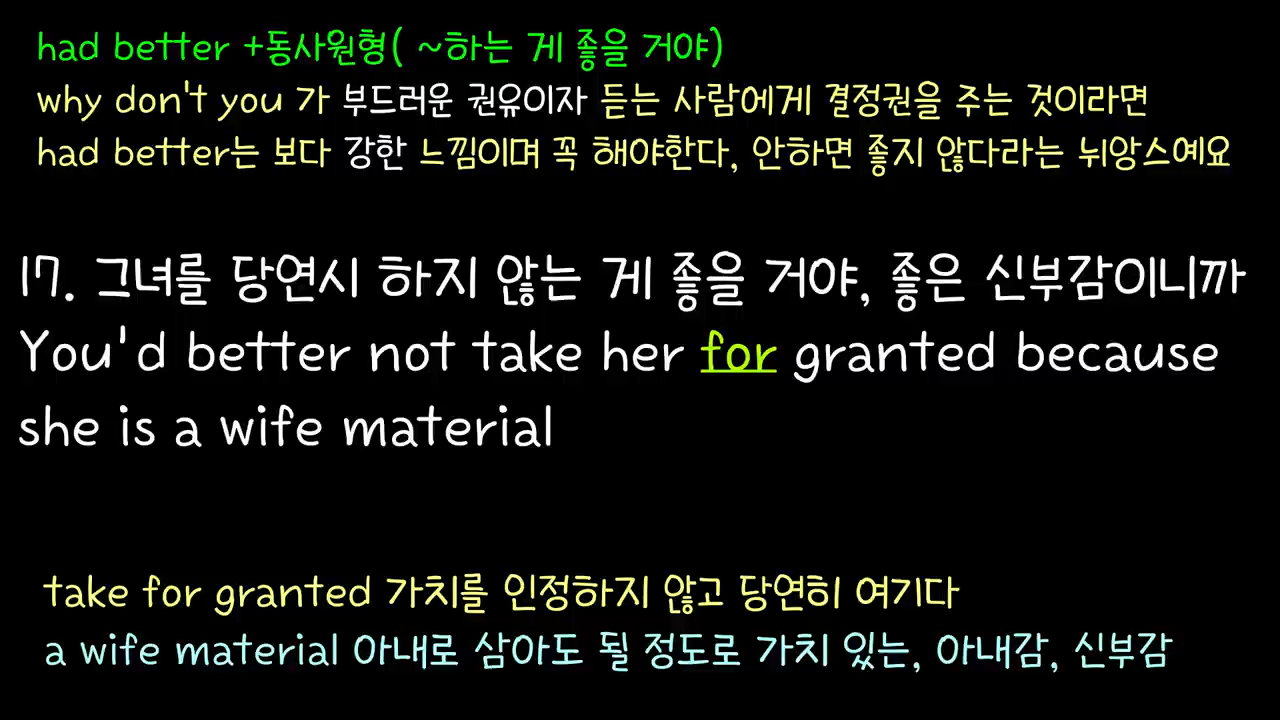 had better +동사원형( ~하는 게 좋을 거야)
why don't you 가 부드러운 권유이자 듣는 사람에게 결정권을 주는 것이라면
had better는 보다 강한 느낌이며 꼭 해야한다, 안하면 좋지 않다라는 뉘앙스예요
17. 그녀를 당연시 하지 않는 게 좋을 거야, 좋은 신부감이니까
You'd better not take her for granted because
she is a wife material
take for granted 가치를 인정하지 않고 당연히 여기다
a wife material 아내로 삼아도 될 정도로 가치 있는, 아내감, 신부감